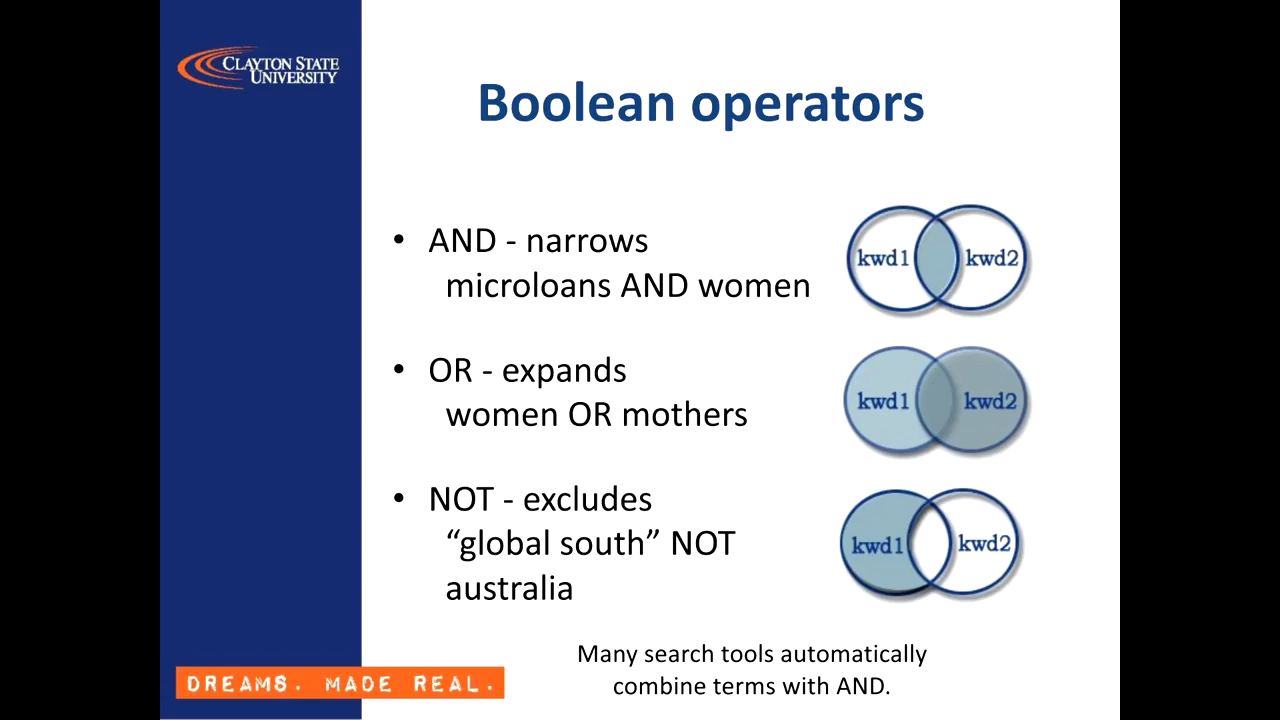 CLAYTON STATE
UNIVERSITY
Boolean operators
• AND - narrows
microloans AND women
kwd1 kwd2
• OR - expands
women OR mothers
kwd1 kwd2
• NOT - excludes
“global south” NOT
australia
kwd1 kwd2
Many search tools automatically
combine terms with AND.
DREAMS. MADE REAL.